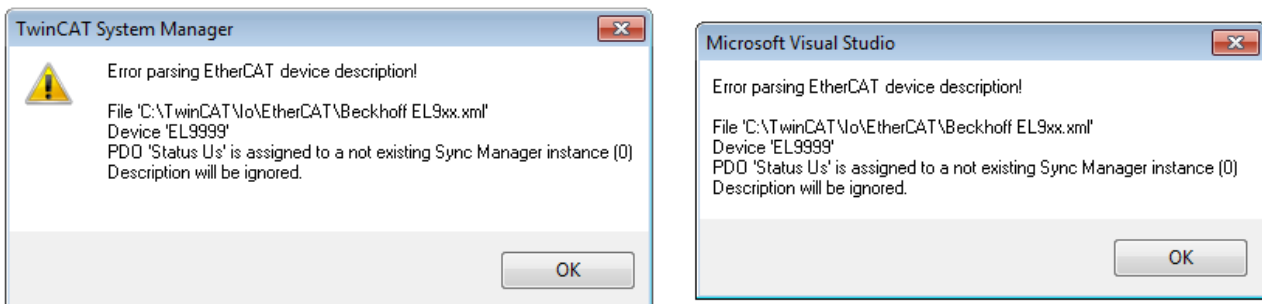 TwinCAT System Manager
Error parsing EtherCAT device description!
File 'C:\TwinCAT\Io\EtherCAT\Beckhoff EL9xx.xml'
Device 'EL9999'
PDO 'Status Us' is assigned to a not existing Sync Manager instance (0)
Description will be ignored.
OK
Microsoft Visual Studio
Error parsing EtherCAT device description!
File 'C:\TwinCAT\Io\EtherCAT\Beckhoff EL9xx.xml'
Device 'EL9999'
PDO 'Status Us' is assigned to a not existing Sync Manager instance (0)
Description will be ignored.
OK